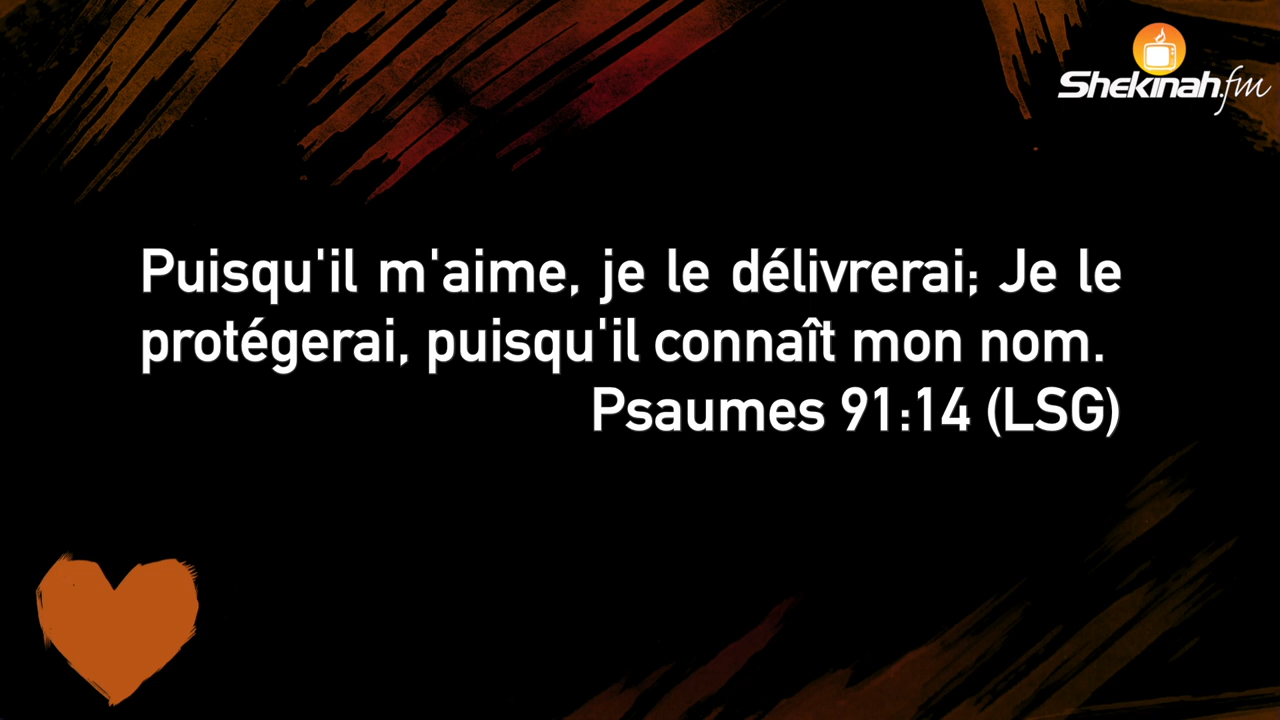 Shekinah.fm
Puisqu'il m'aime, je le délivrerai; Je le
protégerai, puisqu'il connaît mon nom.
Psaumes 91:14 (LSG)